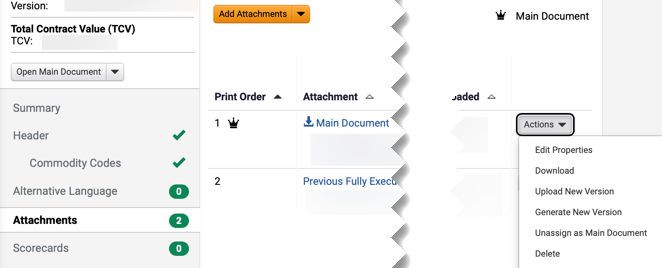 Version:
Total Contract Value (TCV)
TCV:
Open Main Document
Summary
Header
Commodity Codes
Alternative Language 0
Attachments 2
Scorecards 0
Add Attachments
Main Document
Print Order Attachment
1 Main Document
Actions
2 Previous Fully
Edit Properties
Download
Upload New Version
Generate New Version
Unassign as Main Document
Delete